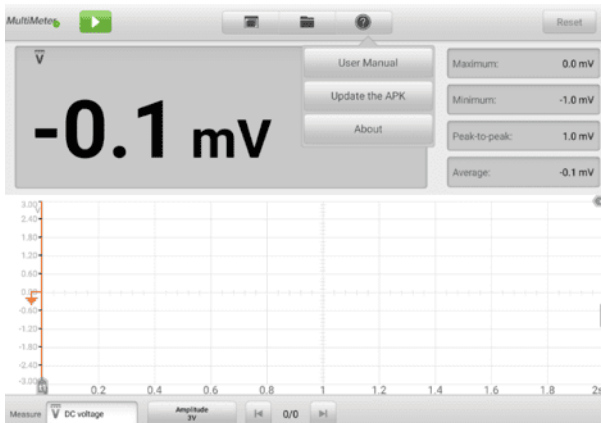 MultiMeter
Reset
V
-0.1 mV
User Manual
Update the APK
About
Maximum: 0.0 mV
Minimum: -1.0 mV
Peak-to-peak: 1.0 mV
Average: -0.1 mV
3.00
V
2.40
1.80
1.20
0.60
0.00
-0.60
-1.20
-1.80
-2.40
-3.00
0.2 0.4 0.6 0.8 1 1.2 1.4 1.6 1.8 2s
Measure V DC voltage Amplitude 0/0
3V